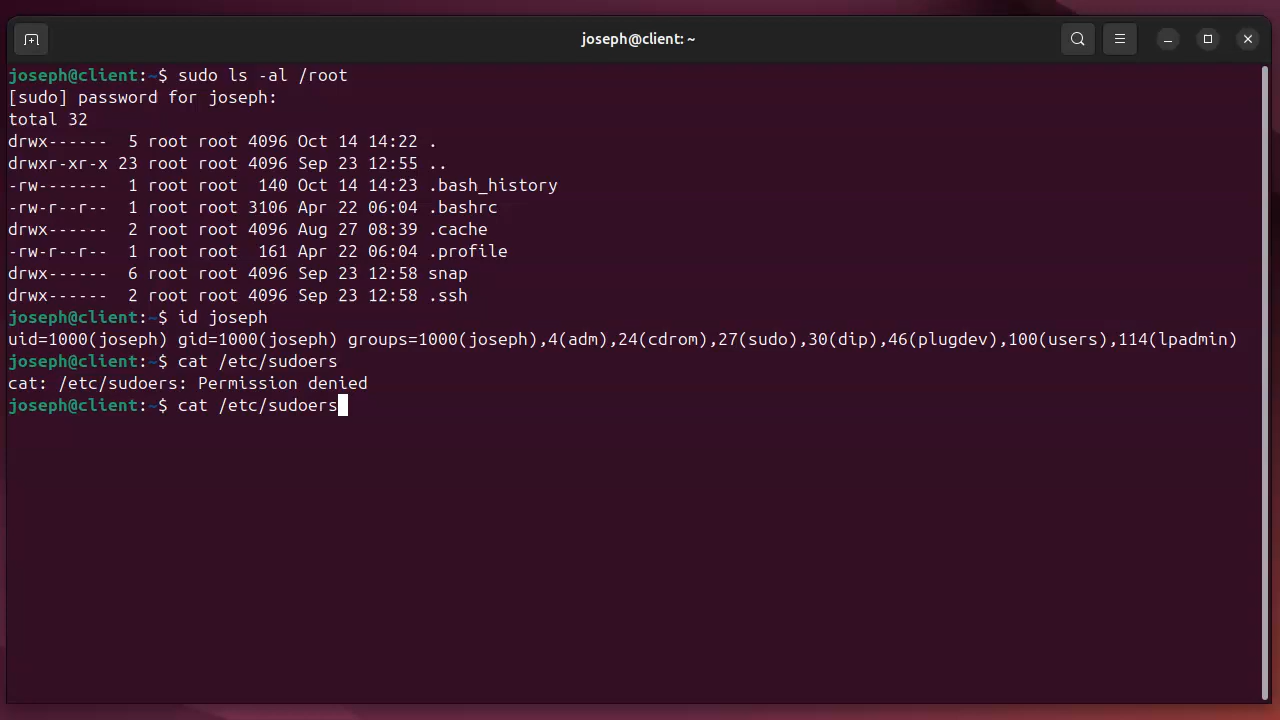 joseph@client: ~
joseph@client:~$ sudo ls -al /root
[sudo] password for joseph:
total 32
drwx------  5 root root 4096 Oct 14 14:22 .
drwxr-xr-x 23 root root 4096 Sep 23 12:55 ..
-rw-------  1 root root  140 Oct 14 14:23 .bash_history
-rw-r--r--  1 root root 3106 Apr 22 06:04 .bashrc
drwx------  2 root root 4096 Aug 27 08:39 .cache
-rw-r--r--  1 root root  161 Apr 22 06:04 .profile
drwx------  6 root root 4096 Sep 23 12:58 snap
drwx------  2 root root 4096 Sep 23 12:58 .ssh
joseph@client:~$ id joseph
uid=1000(joseph) gid=1000(joseph) groups=1000(joseph),4(adm),24(cdrom),27(sudo),30(dip),46(plugdev),100(users),114(lpadmin)
joseph@client:~$ cat /etc/sudoers
cat: /etc/sudoers: Permission denied
joseph@client:~$ cat /etc/sudoers